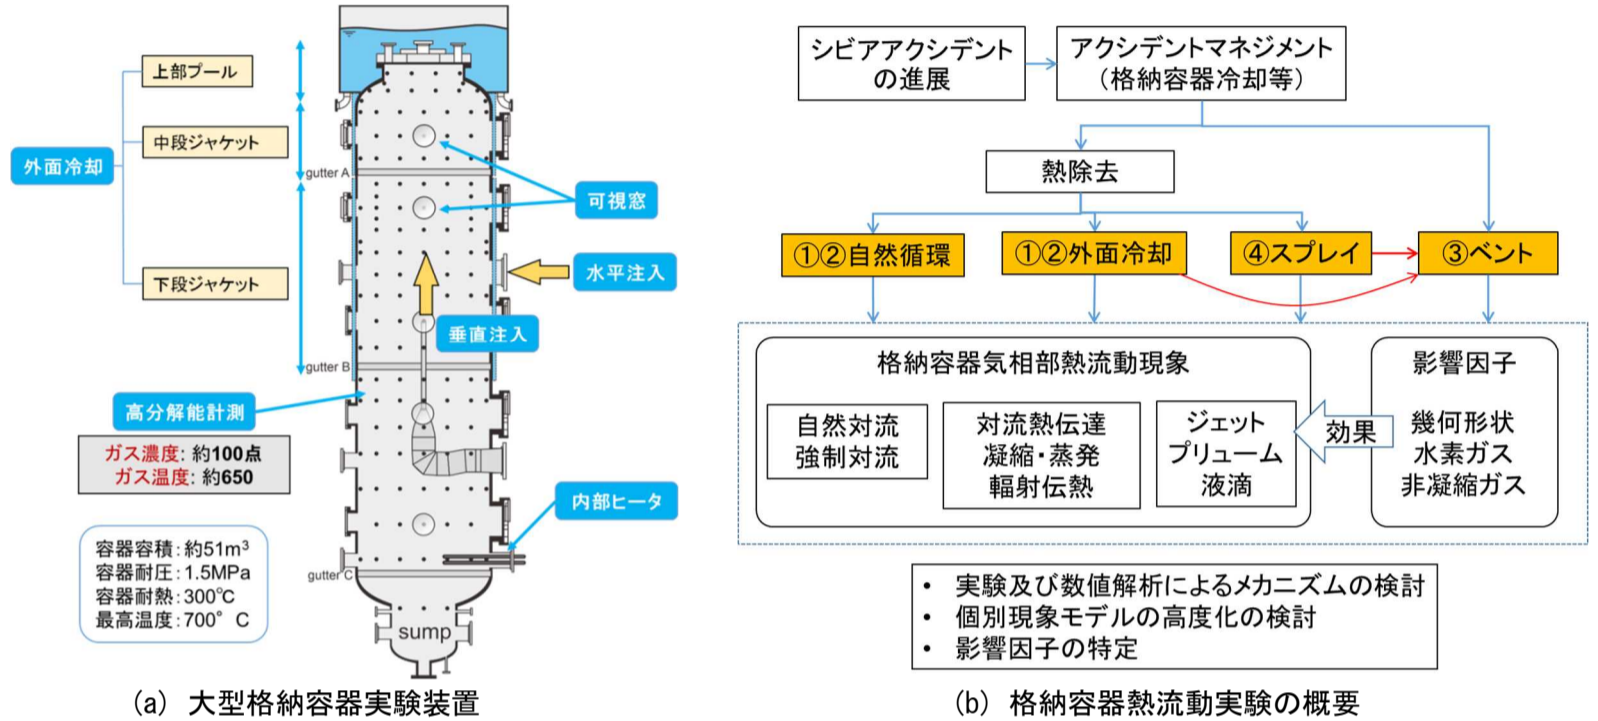 上部プール
中段ジャケット
外面冷却
下段ジャケット
gutter A
可視窓
水平注入
垂直注入
gutter B
高分解能計測
ガス濃度: 約100点
ガス温度: 約650
内部ヒータ
容器容積：約51m³
容器耐圧：1.5MPa
容器耐熱：300℃
最高温度：700° C
gutter C
sump
(a) 大型格納容器実験装置
シビアアクシデント
の進展
アクシデントマネジメント
（格納容器冷却等）
熱除去
①②自然循環
①②外面冷却
④スプレイ
③ベント
格納容器気相部熱流動現象
自然対流
強制対流
対流熱伝達
凝縮・蒸発
輻射伝熱
ジェット
プリューム
液滴
効果
影響因子
幾何形状
水素ガス
非凝縮ガス
• 実験及び数値解析によるメカニズムの検討
• 個別現象モデルの高度化の検討
• 影響因子の特定
(b) 格納容器熱流動実験の概要